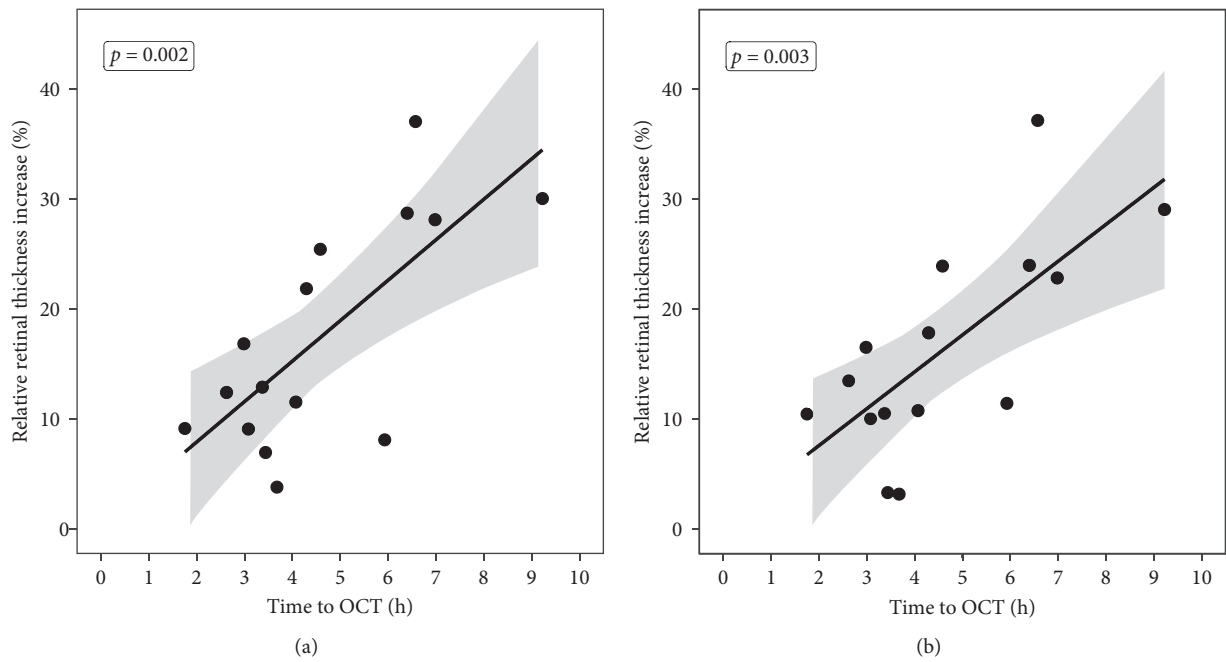 p = 0.002
Relative retinal thickness increase (%)
40
30
20
10
0
0 1 2 3 4 5 6 7 8 9 10
Time to OCT (h)
(a)
p = 0.003
Relative retinal thickness increase (%)
40
30
20
10
0
0 1 2 3 4 5 6 7 8 9 10
Time to OCT (h)
(b)